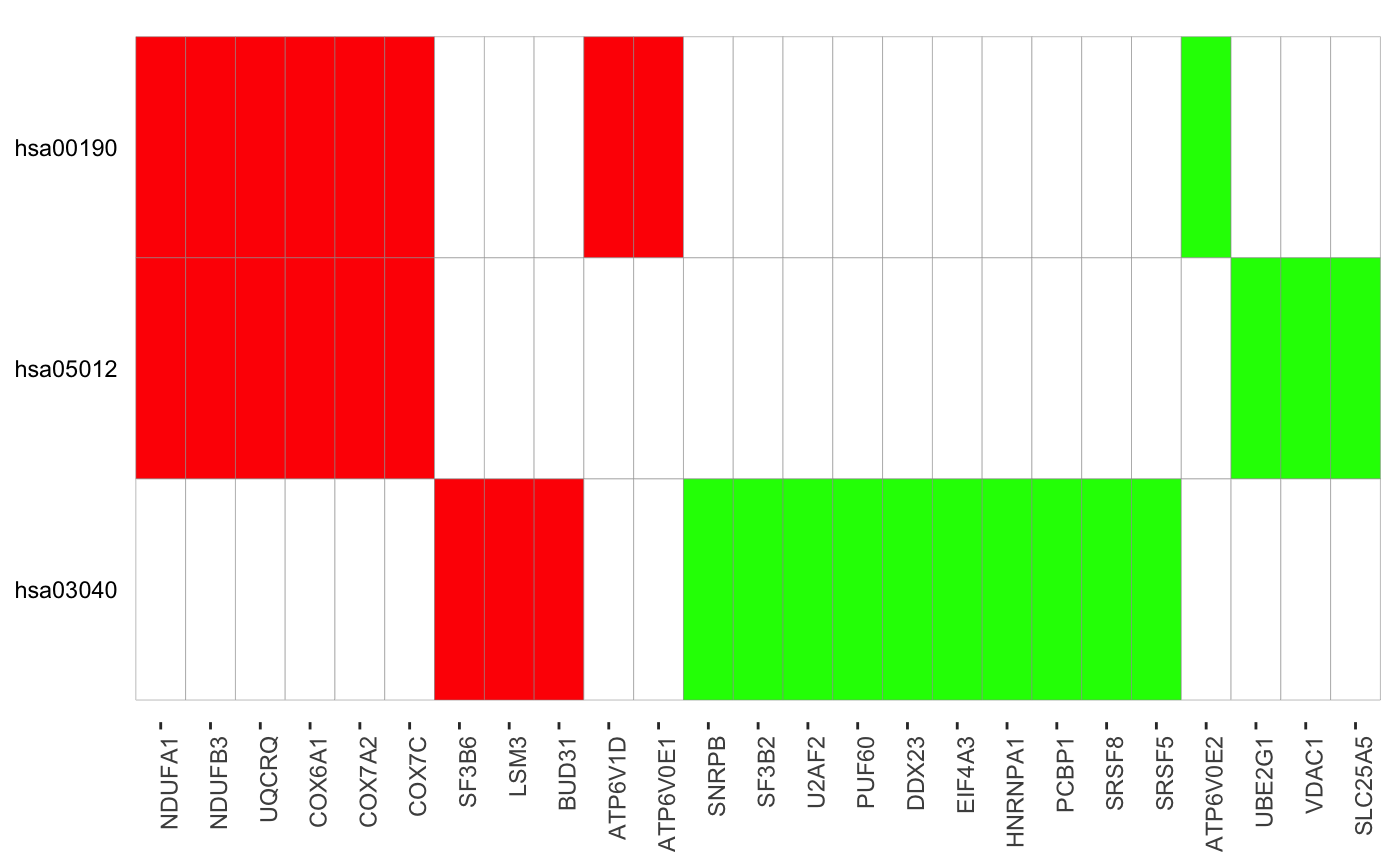 hsa00190
hsa05012
hsa03040
NDUFA1
NDUFB3
UQCRQ
COX6A1
COX7A2
COX7C
SF3B6
LSM3
BUD31
ATP6V1D
ATP6V0E1
SNRPB
SF3B2
U2AF2
PUF60
DDX23
EIF4A3
HNRNPA1
PCBP1
SRSF8
SRSF5
ATP6V0E2
UBE2G1
VDAC1
SLC25A5